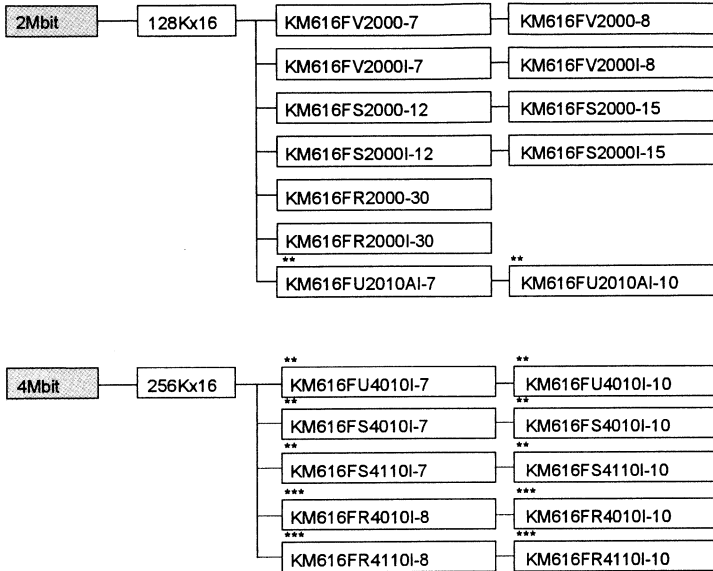 2Mbit 128Kx16 KM616FV2000-7 KM616FV2000-8
KM616FV2000I-7 KM616FV2000I-8
KM616FS2000-12 KM616FS2000-15
KM616FS2000I-12 KM616FS2000I-15
KM616FR2000-30
KM616FR2000I-30
** **
KM616FU2010AI-7 KM616FU2010AI-10
** **
4Mbit 256Kx16 KM616FU4010I-7 KM616FU4010I-10
** **
KM616FS4010I-7 KM616FS4010I-10
** **
KM616FS4110I-7 KM616FS4110I-10
*** ***
KM616FR4010I-8 KM616FR4010I-10
*** ***
KM616FR4110I-8 KM616FR4110I-10